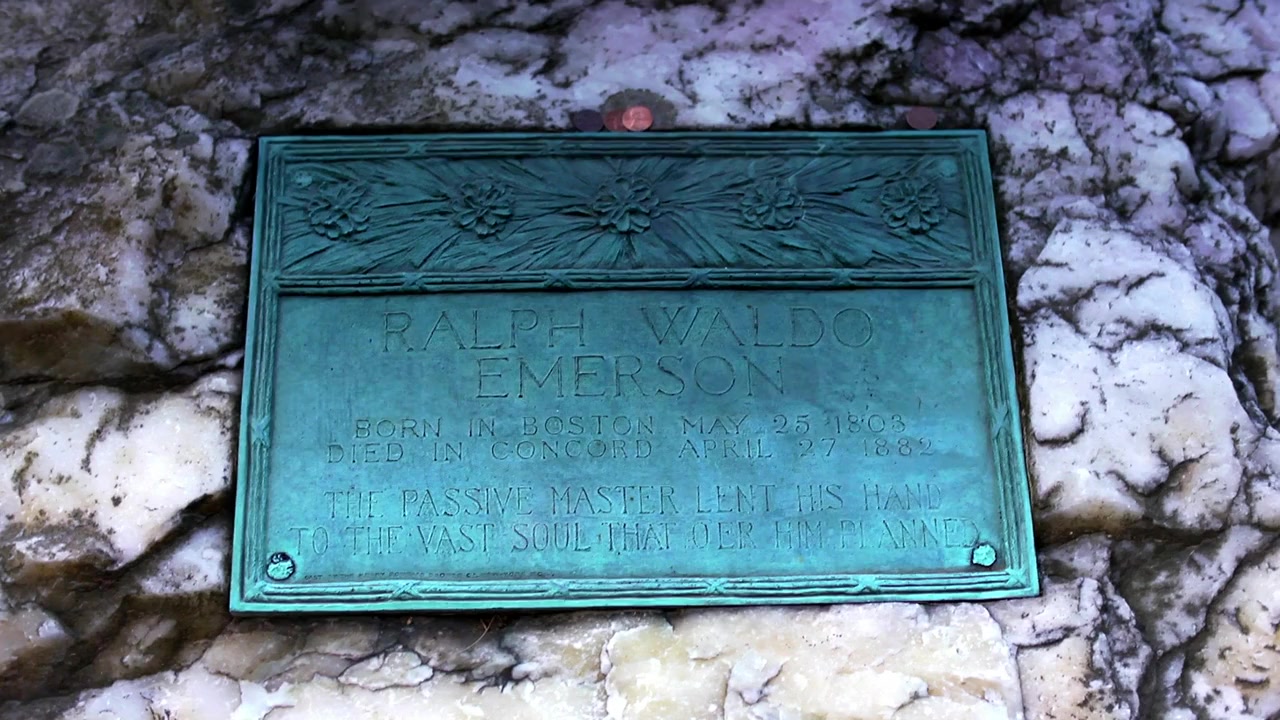 RALPH WALDO
EMERSON
BORN IN BOSTON MAY 25 1803
DIED IN CONCORD APRIL 27 1882
THE PASSIVE MASTER LENT HIS HAND
TO THE VAST SOUL THAT O'ER HIM PLANNED